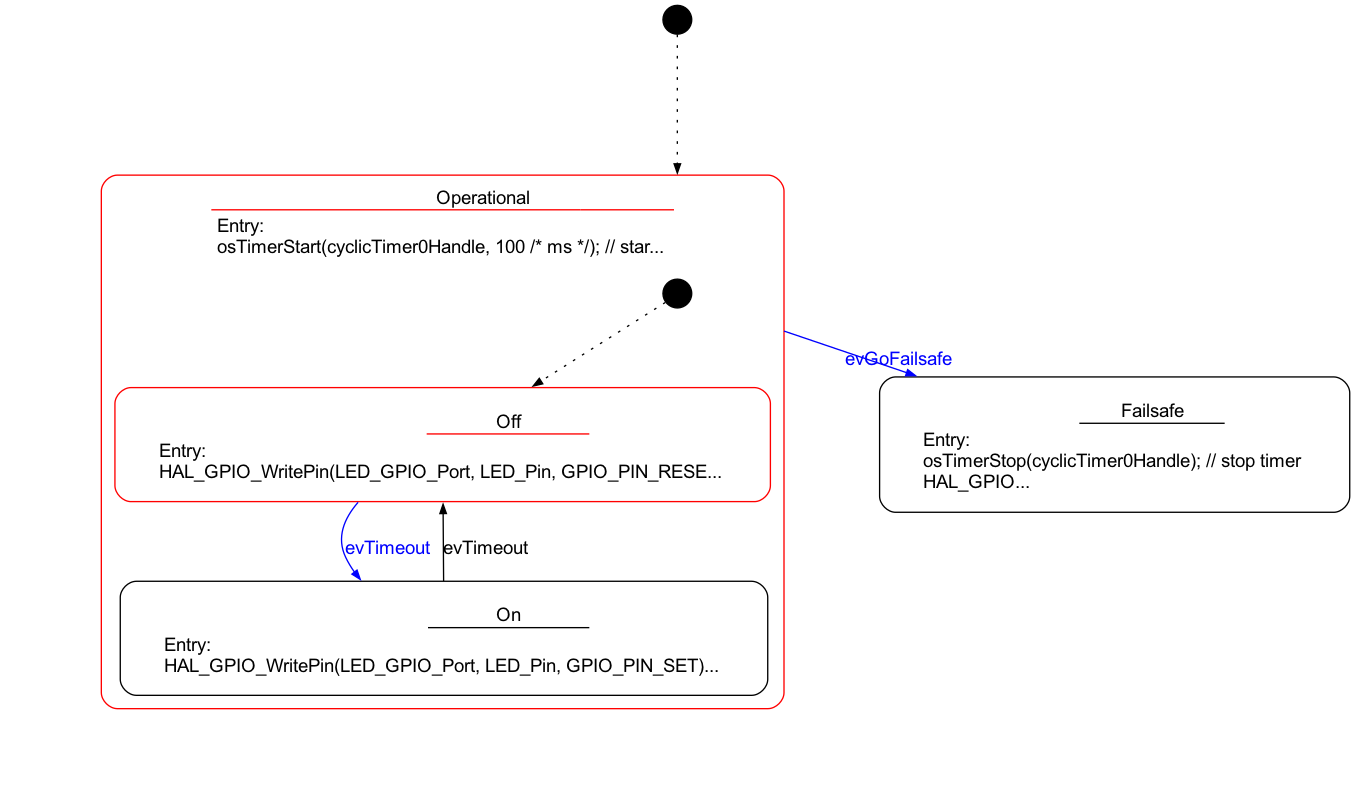 Operational
Entry:
osTimerStart(cyclicTimer0Handle, 100 /* ms */); // star...
evGoFailsafe
Off
Entry:
HAL_GPIO_WritePin(LED_GPIO_Port, LED_Pin, GPIO_PIN_RESE...
Failsafe
Entry:
osTimerStop(cyclicTimer0Handle); // stop timer
HAL_GPIO...
evTimeout
evTimeout
On
Entry:
HAL_GPIO_WritePin(LED_GPIO_Port, LED_Pin, GPIO_PIN_SET)...